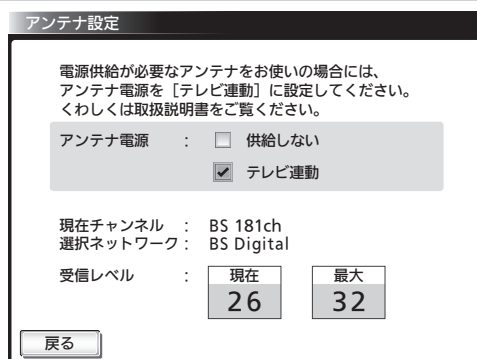 アンテナ設定
電源供給が必要なアンテナをお使いの場合には、
アンテナ電源を［テレビ連動］に設定してください。
くわしくは取扱説明書をご覧ください。
アンテナ電源 ： 供給しない
テレビ連動
現在チャンネル ： BS 181ch
選択ネットワーク： BS Digital
受信レベル ： 現在 最大
26 32
戻る